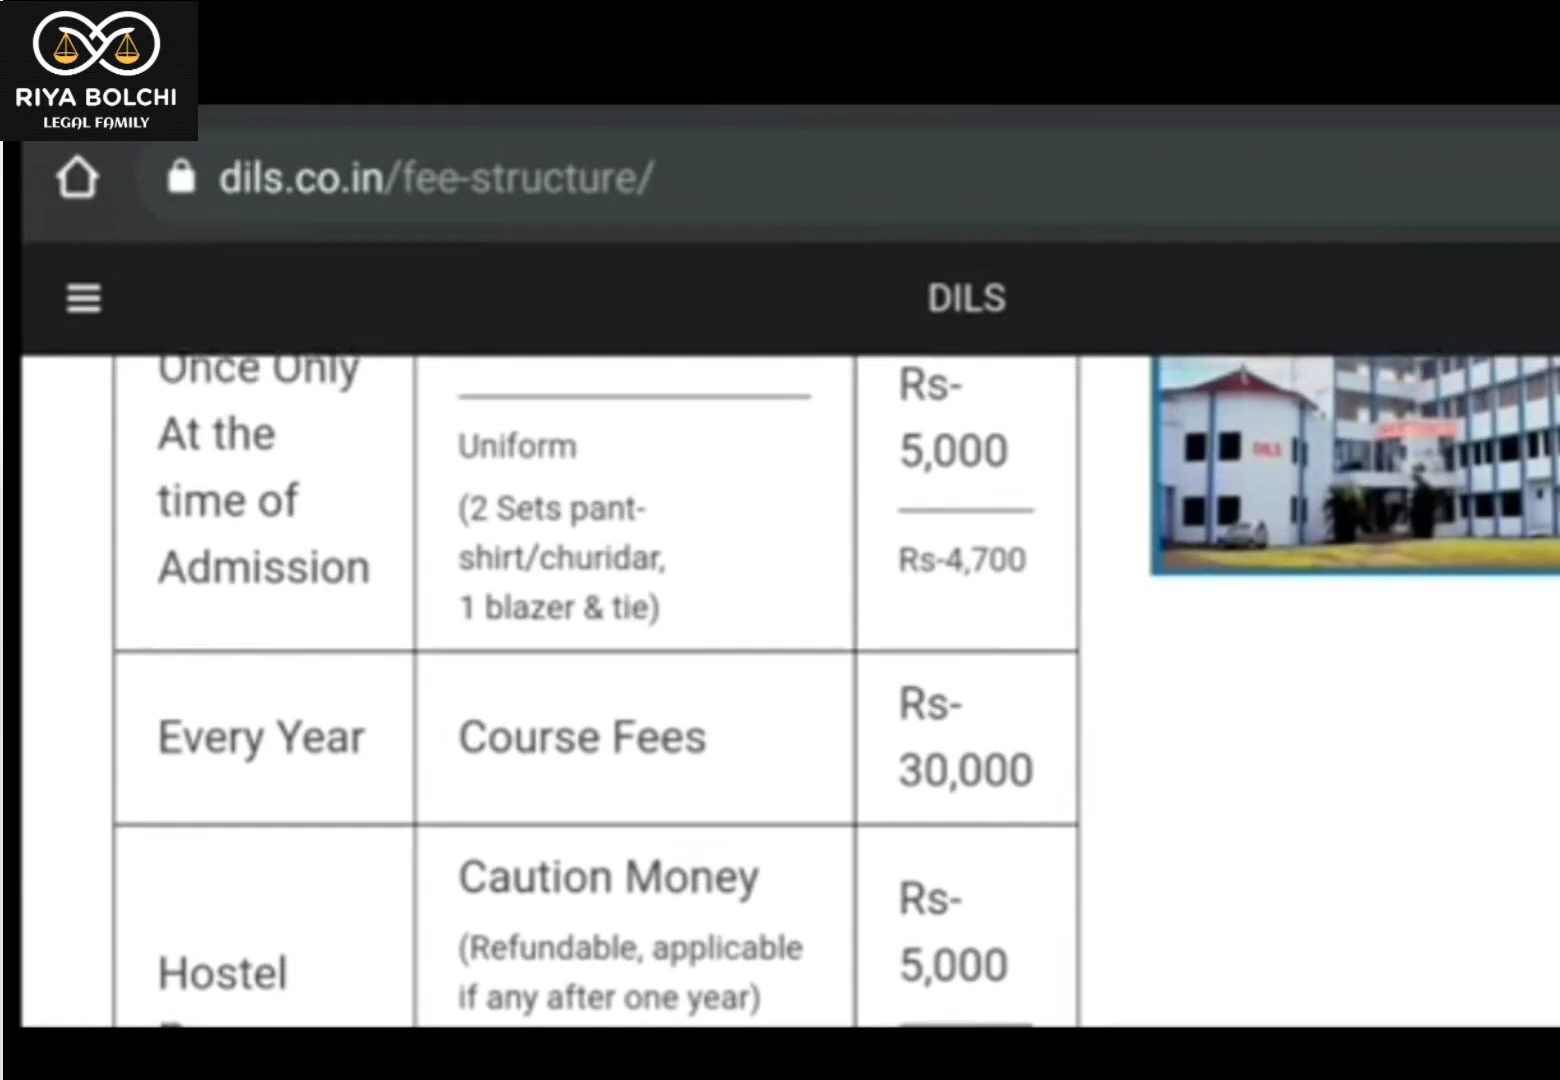 RIYA BOLCHI
LEGAL FAMILY
dils.co.in/fee-structure/
DILS
Once Only
At the
time of
Admission
Uniform
(2 Sets pant-
shirt/churidar,
1 blazer & tie)
Rs-
5,000
Rs-4,700
DILS
Every Year
Course Fees
Rs-
30,000
Hostel
Caution Money
(Refundable, applicable
if any after one year)
Rs-
5,000